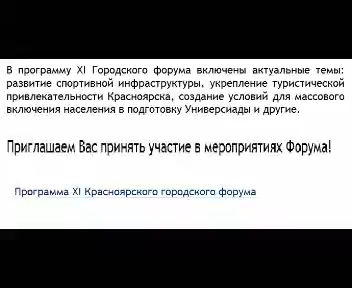 В программу XI Городского форума включены актуальные темы:
развитие спортивной инфраструктуры, укрепление туристической
привлекательности Красноярска, создание условий для массового
включения населения в подготовку Универсиады и другие.
Приглашаем Вас принять участие в мероприятиях Форума!
Программа XI Красноярского городского форума